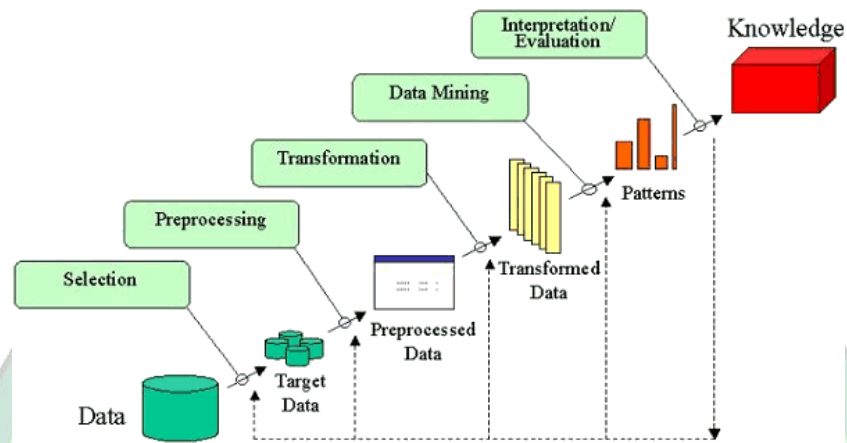 Interpretation/
Evaluation
Knowledge
Data Mining
Transformation
Patterns
Preprocessing
Transformed
Data
Selection
Preprocessed
Data
Target
Data
Data